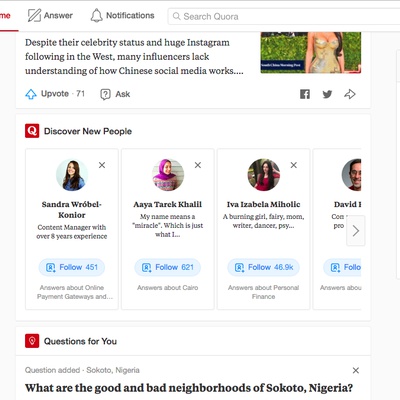 me Answer Notifications Search Quora
Despite their celebrity status and huge Instagram
following in the West, many influencers lack
understanding of how Chinese social media works....
South China Morning Post
Upvote · 71 Ask
Discover New People
Sandra Wróbel-
Konior
Content Manager with
over 8 years experience
Follow 451
Answers about Online
Payment Gateways and...
Aaya Tarek Khalil
My name means a
"miracle". Which is just
what I...
Follow 621
Answers about Cairo
Iva Izabela Miholic
A burning girl, fairy, mom,
writer, dancer, psy...
Follow 46.9k
Answers about Personal
Finance
David
Com
pro
Follow
Answers abou
Questions for You
Question added · Sokoto, Nigeria
What are the good and bad neighborhoods of Sokoto, Nigeria?